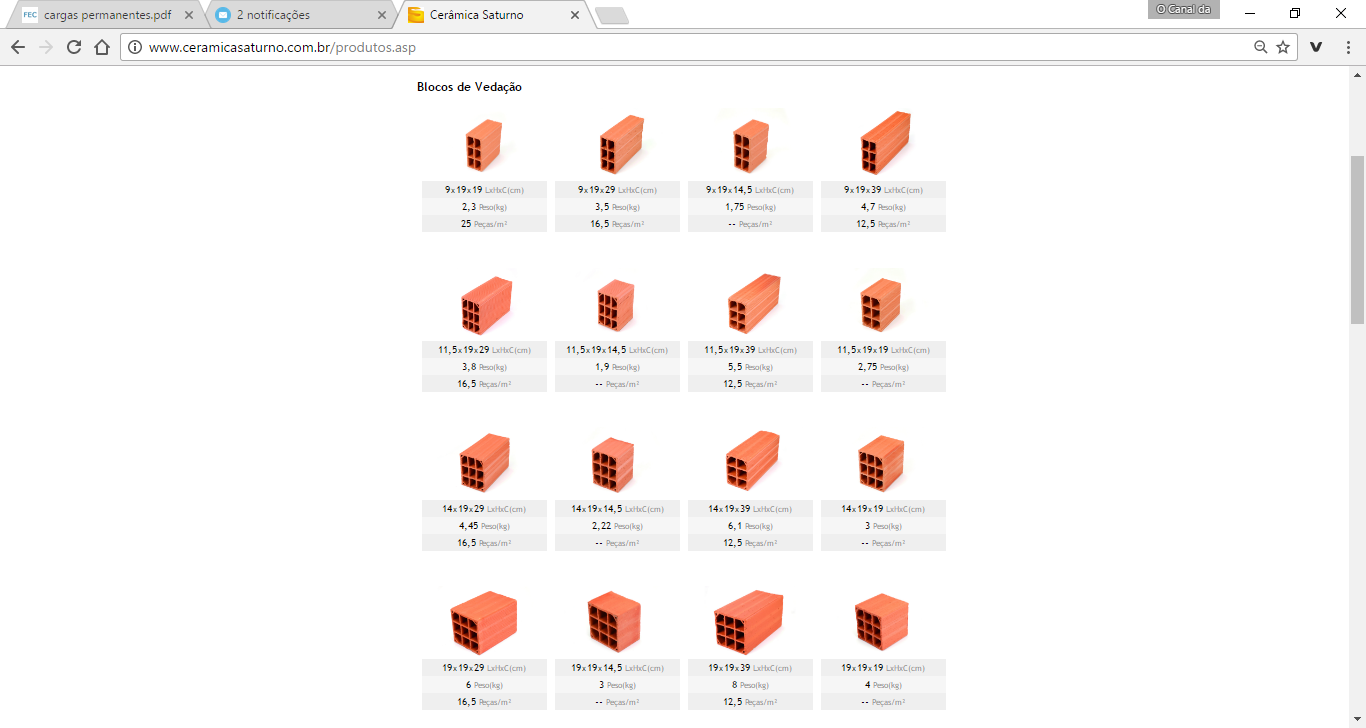 FEC cargas permanentes.pdf
2 notificações
Cerâmica Saturno
O Canal da
www.ceramicasaturno.com.br/produtos.asp
Blocos de Vedação
9x19x19 LxHxC(cm) 9x19x29 LxHxC(cm) 9x19x14,5 LxHxC(cm) 9x19x39 LxHxC(cm)
2,3 Peso(kg) 3,5 Peso(kg) 1,75 Peso(kg) 4,7 Peso(kg)
25 Peças/m² 16,5 Peças/m² -- Peças/m² 12,5 Peças/m²
11,5x19x29 LxHxC(cm) 11,5x19x14,5 LxHxC(cm) 11,5x19x39 LxHxC(cm) 11,5x19x19 LxHxC(cm)
3,8 Peso(kg) 1,9 Peso(kg) 5,5 Peso(kg) 2,75 Peso(kg)
16,5 Peças/m² -- Peças/m² 12,5 Peças/m² -- Peças/m²
14x19x29 LxHxC(cm) 14x19x14,5 LxHxC(cm) 14x19x39 LxHxC(cm) 14x19x19 LxHxC(cm)
4,45 Peso(kg) 2,22 Peso(kg) 6,1 Peso(kg) 3 Peso(kg)
16,5 Peças/m² -- Peças/m² 12,5 Peças/m² -- Peças/m²
19x19x29 LxHxC(cm) 19x19x14,5 LxHxC(cm) 19x19x39 LxHxC(cm) 19x19x19 LxHxC(cm)
6 Peso(kg) 3 Peso(kg) 8 Peso(kg) 4 Peso(kg)
16,5 Peças/m² -- Peças/m² 12,5 Peças/m² -- Peças/m²